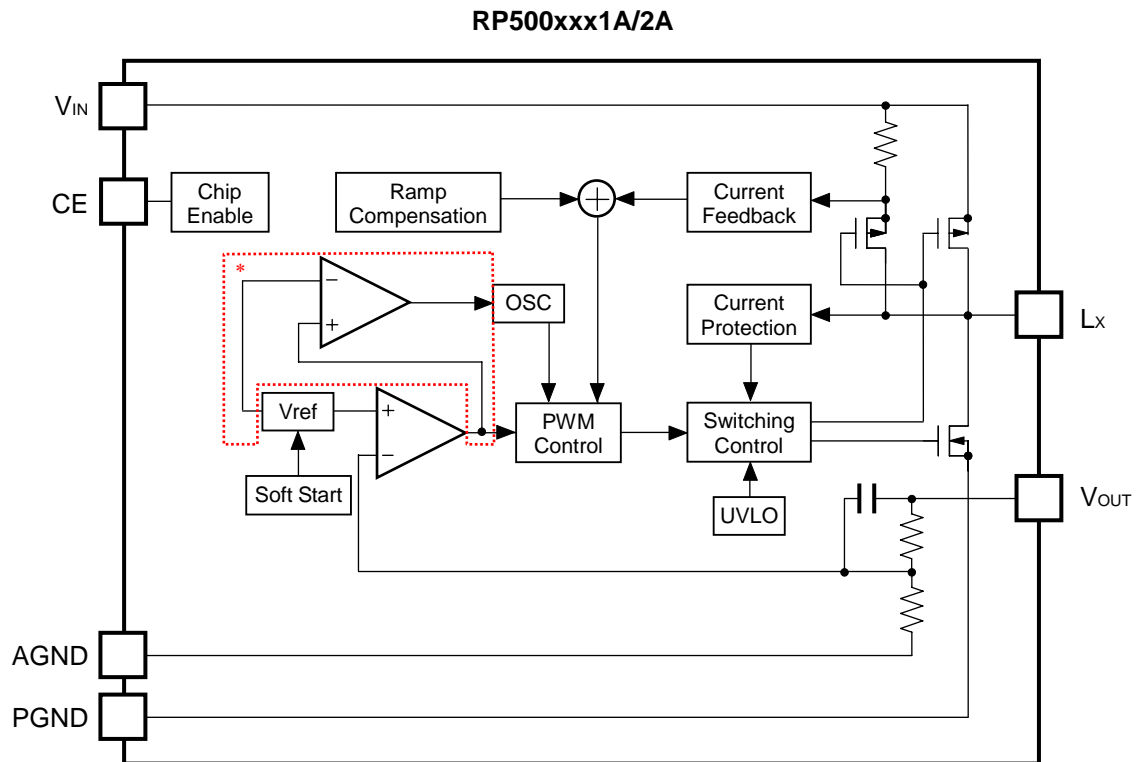 RP500xxx1A/2A
VIN
CE
Chip
Enable
Ramp
Compensation
+
Current
Feedback
*
−
+
OSC
Current
Protection
LX
Vref
+
−
PWM
Control
Switching
Control
Soft Start
UVLO
VOUT
AGND
PGND